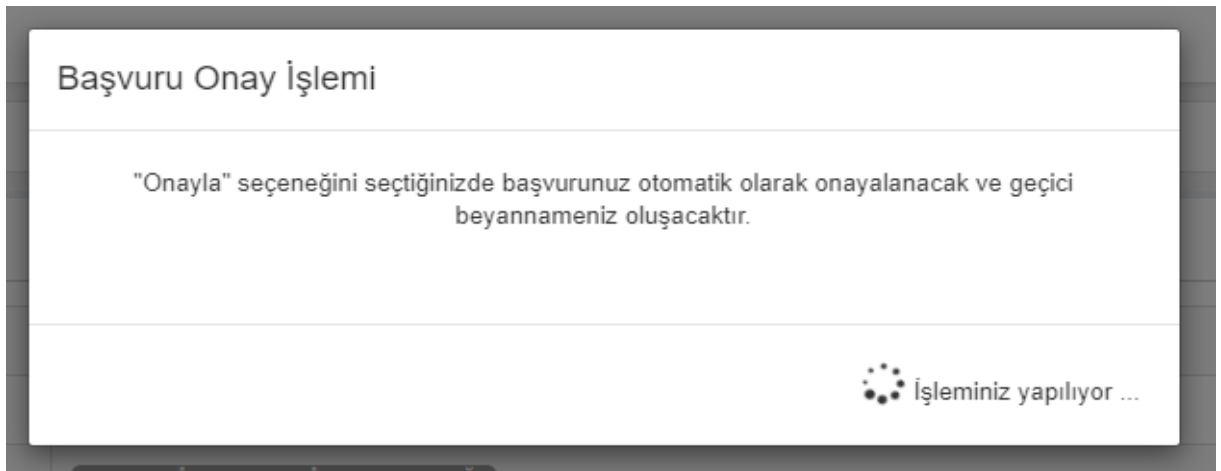 Başvuru Onay İşlemi
"Onayla" seçeneğini seçtiğinizde başvurunuz otomatik olarak onayalanacak ve geçici
beyannameniz oluşacaktır.
İşleminiz yapılıyor ...